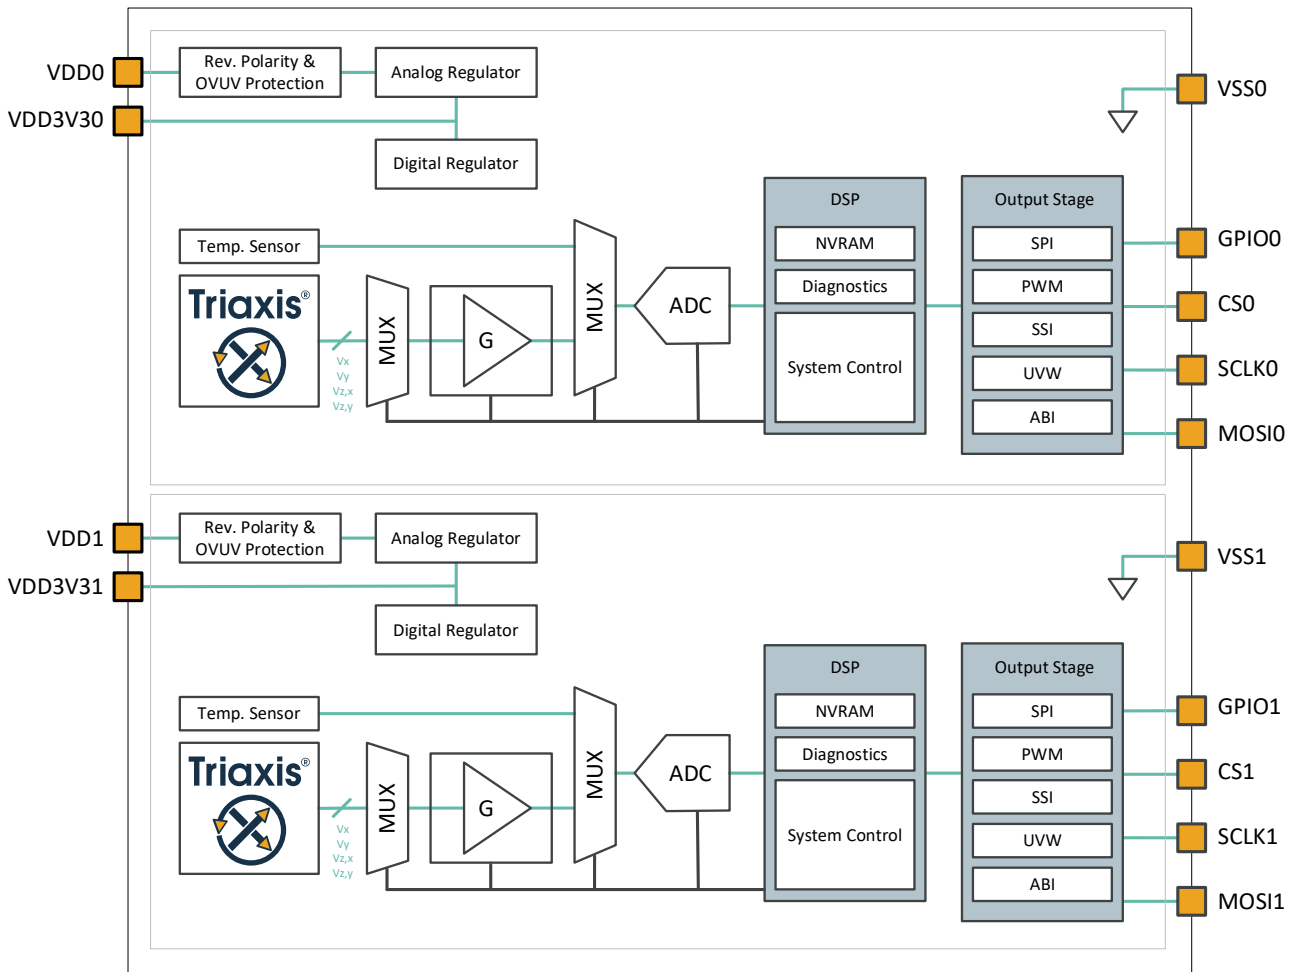 VDD0
Rev. Polarity &
OVUV Protection
Analog Regulator
VSS0
VDD3V30
Digital Regulator
DSP
Output Stage
Temp. Sensor
NVRAM
SPI
GPIO0
Triaxis®
MUX
G
MUX
ADC
Diagnostics
PWM
CS0
SSI
Vx
Vy
Vz,x
Vz,y
System Control
UVW
SCLK0
ABI
MOSI0
VDD1
Rev. Polarity &
OVUV Protection
Analog Regulator
VSS1
VDD3V31
Digital Regulator
DSP
Output Stage
Temp. Sensor
NVRAM
SPI
GPIO1
Triaxis®
MUX
G
MUX
ADC
Diagnostics
PWM
CS1
SSI
Vx
Vy
Vz,x
Vz,y
System Control
UVW
SCLK1
ABI
MOSI1